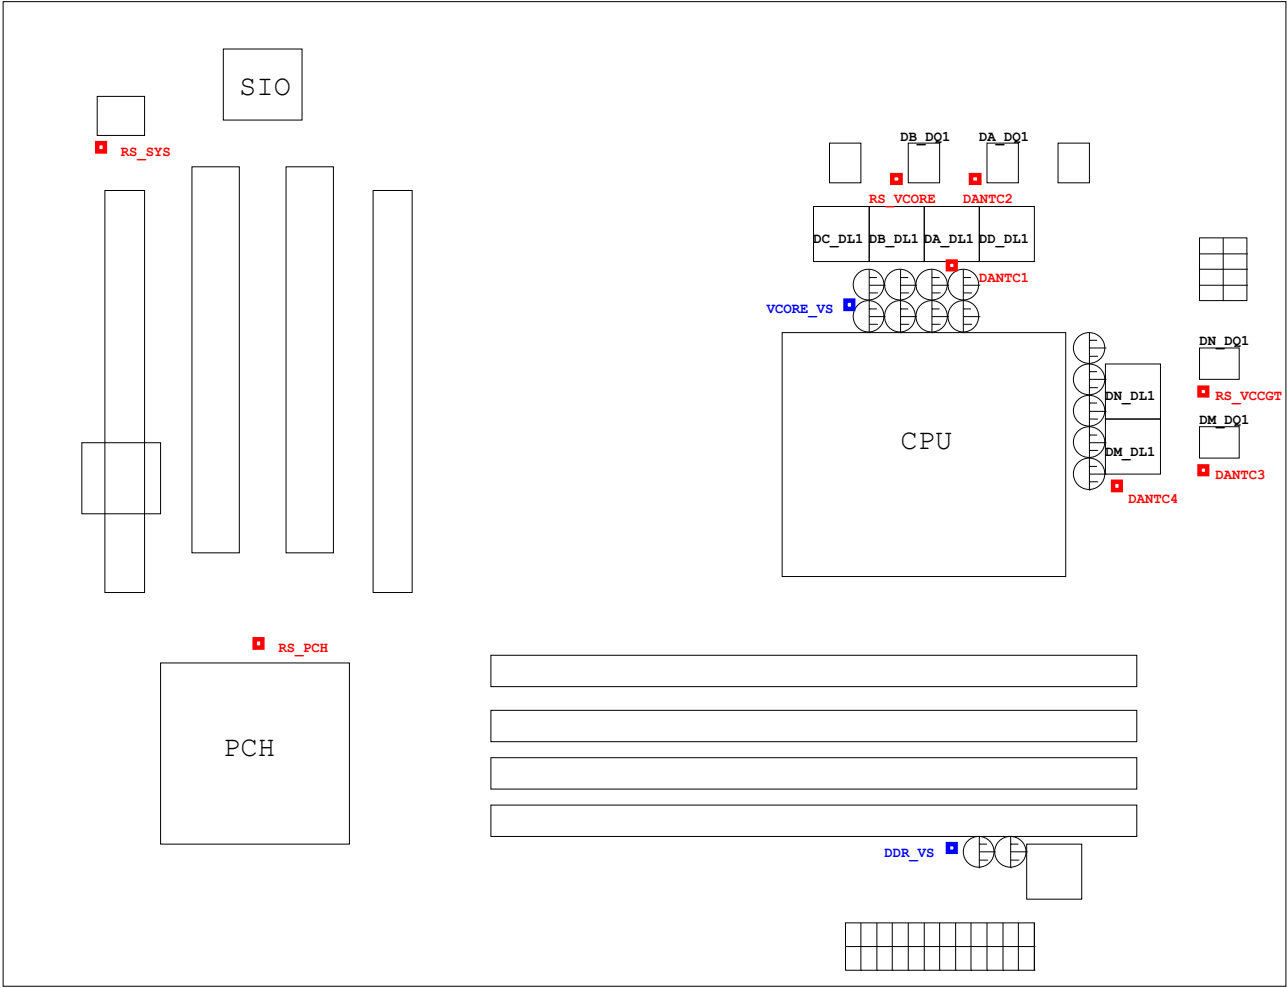 SIO
DB_DQ1
DA_DQ1
RS_SYS
RS_VCORE
DANTC2
DC_DL1
DB_DL1
DA_DL1
DD_DL1
DANTC1
VCORE_VS
DN_DQ1
DN_DL1
RS_VCCGT
DM_DQ1
CPU
DM_DL1
DANTC3
DANTC4
RS_PCH
PCH
DDR_VS